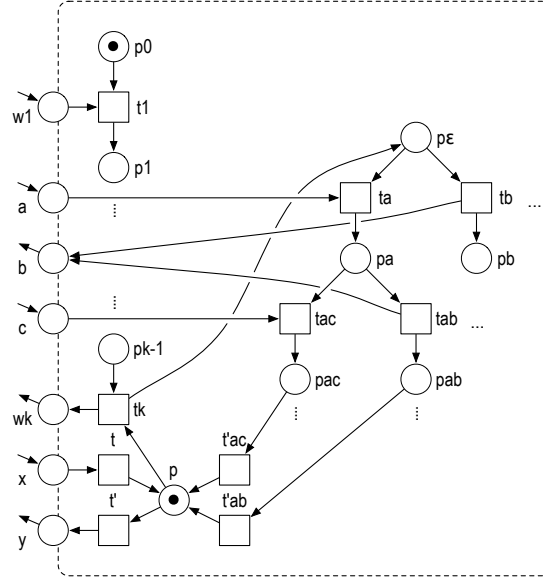 p0
w1
t1
pε
p1
a
ta
tb
...
...
b
pa
pb
...
c
tac
tab
...
pk-1
pac
pab
wk
tk
...
...
t
t'ac
p
x
t'
t'ab
y